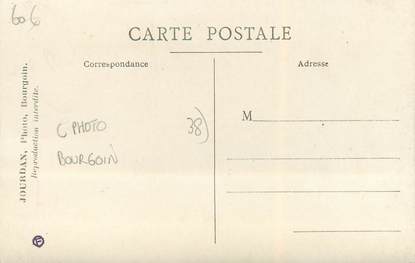 606
CARTE POSTALE
Correspondance
Adresse
JOURDAN, Photo, Bourgoin.
Reproduction interdite.
C PHOTO
38)
BOURGOIN
M